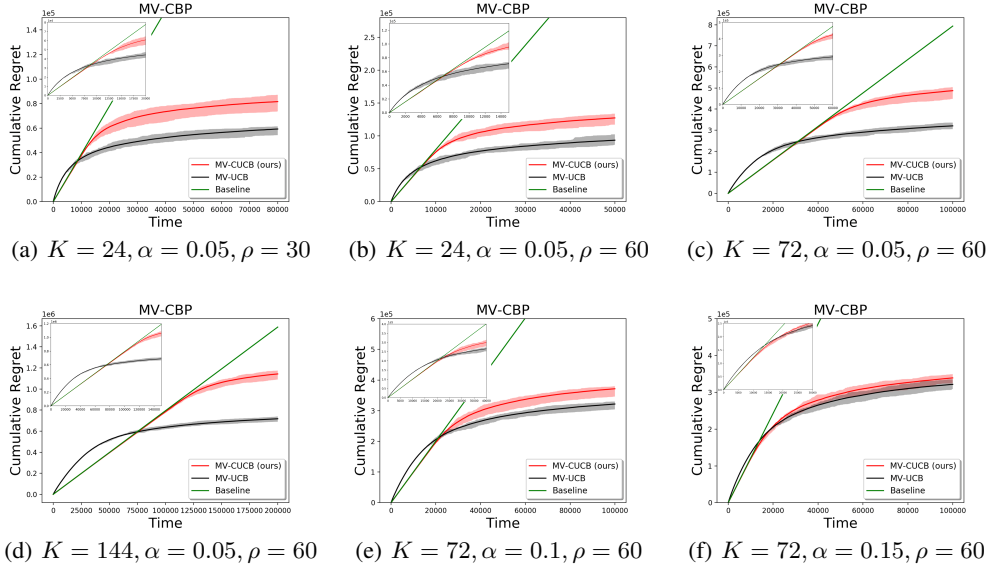 MV-CBP
1e5
1.4
1.2
1.0
0.8
0.6
0.4
0.2
0.0
Cumulative Regret
MV-CUCB (ours)
MV-UCB
Baseline
0 10000 20000 30000 40000 50000 60000 70000 80000
Time
(a) K = 24, α = 0.05, ρ = 30
MV-CBP
1e5
2.5
2.0
1.5
1.0
0.5
0.0
Cumulative Regret
MV-CUCB (ours)
MV-UCB
Baseline
0 10000 20000 30000 40000 50000
Time
(b) K = 24, α = 0.05, ρ = 60
MV-CBP
1e5
8
7
6
5
4
3
2
1
0
Cumulative Regret
MV-CUCB (ours)
MV-UCB
Baseline
0 20000 40000 60000 80000 100000
Time
(c) K = 72, α = 0.05, ρ = 60
MV-CBP
1e6
1.6
1.4
1.2
1.0
0.8
0.6
0.4
0.2
0.0
Cumulative Regret
MV-CUCB (ours)
MV-UCB
Baseline
0 25000 50000 75000 100000 125000 150000 175000 200000
Time
(d) K = 144, α = 0.05, ρ = 60
MV-CBP
1e5
6
5
4
3
2
1
0
Cumulative Regret
MV-CUCB (ours)
MV-UCB
Baseline
0 20000 40000 60000 80000 100000
Time
(e) K = 72, α = 0.1, ρ = 60
MV-CBP
1e5
5
4
3
2
1
0
Cumulative Regret
MV-CUCB (ours)
MV-UCB
Baseline
0 20000 40000 60000 80000 100000
Time
(f) K = 72, α = 0.15, ρ = 60